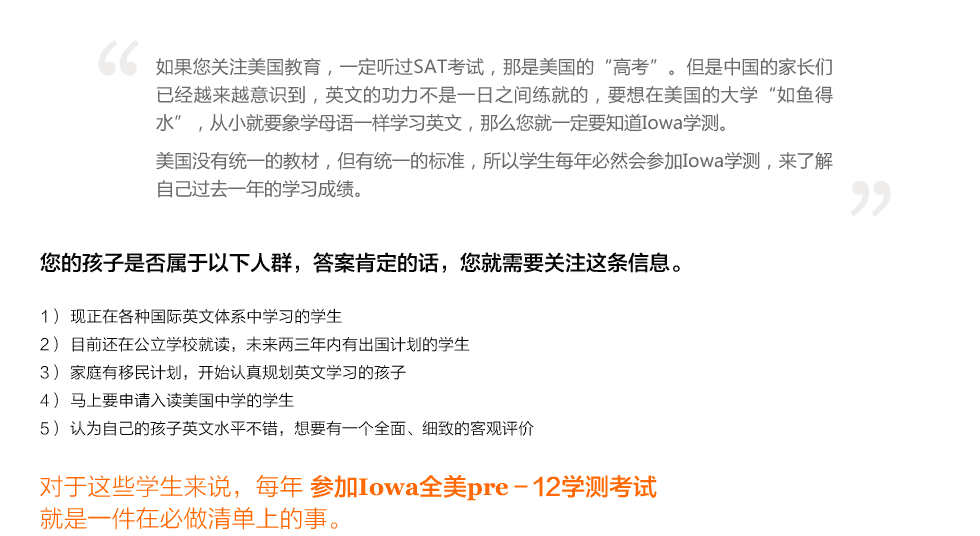 如果您关注美国教育，一定听过SAT考试，那是美国的“高考”。但是中国的家长们
已经越来越意识到，英文的功力不是一日之间练就的，要想在美国的大学“如鱼得
水”，从小就要象学母语一样学习英文，那么您就一定要知道Iowa学测。
美国没有统一的教材，但有统一的标准，所以学生每年必然会参加Iowa学测，来了解
自己过去一年的学习成绩。
您的孩子是否属于以下人群，答案肯定的话，您就需要关注这条信息。
1）现正在各种国际英文体系中学习的学生
2）目前还在公立学校就读，未来两三年内有出国计划的学生
3）家庭有移民计划，开始认真规划英文学习的孩子
4）马上要申请入读美国中学的学生
5）认为自己的孩子英文水平不错，想要有一个全面、细致的客观评价
对于这些学生来说，每年 参加Iowa全美pre－12学测考试
就是一件在必做清单上的事。